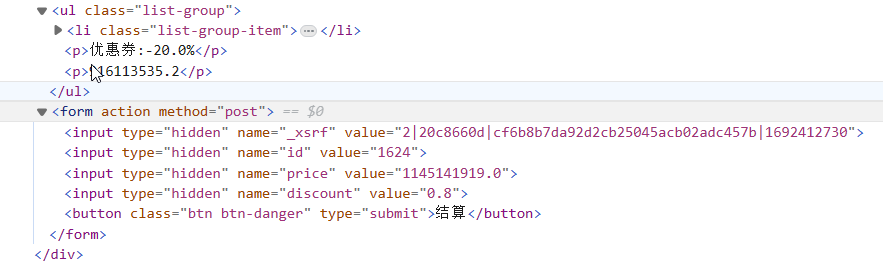 <ul class="list-group">
<li class="list-group-item"> ⋯ </li>
<p>优惠券:-20.0%</p>
16113535.2</p>
</ul>
<form action method="post"> == $0
<input type="hidden" name="_xsrf" value="2|20c8660d|cf6b8b7da92d2cb25045acb02adc457b|1692412730">
<input type="hidden" name="id" value="1624">
<input type="hidden" name="price" value="1145141919.0">
<input type="hidden" name="discount" value="0.8">
<button class="btn btn-danger" type="submit">结算</button>
</form>
</div>